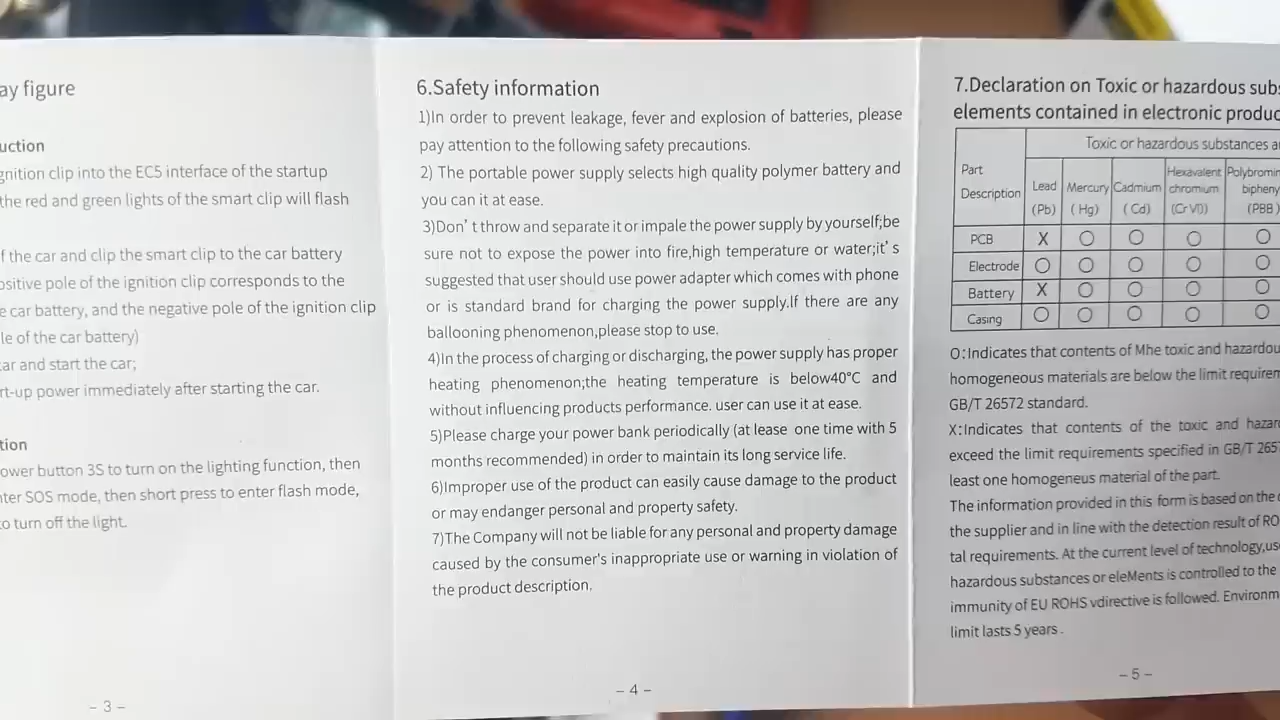 ay figure
uction
gnition clip into the EC5 interface of the startup
the red and green lights of the smart clip will flash
f the car and clip the smart clip to the car battery
ositive pole of the ignition clip corresponds to the
e car battery, and the negative pole of the ignition clip
le of the car battery)
car and start the car;
rt-up power immediately after starting the car.
tion
ower button 3S to turn on the lighting function, then
nter SOS mode, then short press to enter flash mode,
to turn off the light.
– 3 –
6.Safety information
1)In order to prevent leakage, fever and explosion of batteries, please
pay attention to the following safety precautions.
2) The portable power supply selects high quality polymer battery and
you can it at ease.
3)Don't throw and separate it or impale the power supply by yourself;be
sure not to expose the power into fire,high temperature or water;it's
suggested that user should use power adapter which comes with phone
or is standard brand for charging the power supply.If there are any
ballooning phenomenon,please stop to use.
4)In the process of charging or discharging, the power supply has proper
heating phenomenon;the heating temperature is below40°C and
without influencing products performance. user can use it at ease.
5)Please charge your power bank periodically (at lease one time with 5
months recommended) in order to maintain its long service life.
6)Improper use of the product can easily cause damage to the product
or may endanger personal and property safety.
7)The Company will not be liable for any personal and property damage
caused by the consumer's inappropriate use or warning in violation of
the product description.
– 4 –
7.Declaration on Toxic or hazardous subs
elements contained in electronic produc
Toxic or hazardous substances a
Part Description Lead (Pb) Mercury (Hg) Cadmium (Cd) Hexavalent chromium (Cr VI)) Polybromin bipheny (PBB)
PCB X O O O O
Electrode O O O O O
Battery X O O O O
Casing O O O O O
O:Indicates that contents of Mhe toxic and hazardou
homogeneous materials are below the limit requirem
GB/T 26572 standard.
X:Indicates that contents of the toxic and hazar
exceed the limit requirements specified in GB/T 265
least one homogeneus material of the part.
The information provided in this form is based on the
the supplier and in line with the detection result of RO
tal requirements. At the current level of technology,use
hazardous substances or eleMents is controlled to the
immunity of EU ROHS vdirective is followed. Environm
limit lasts 5 years .
– 5 –